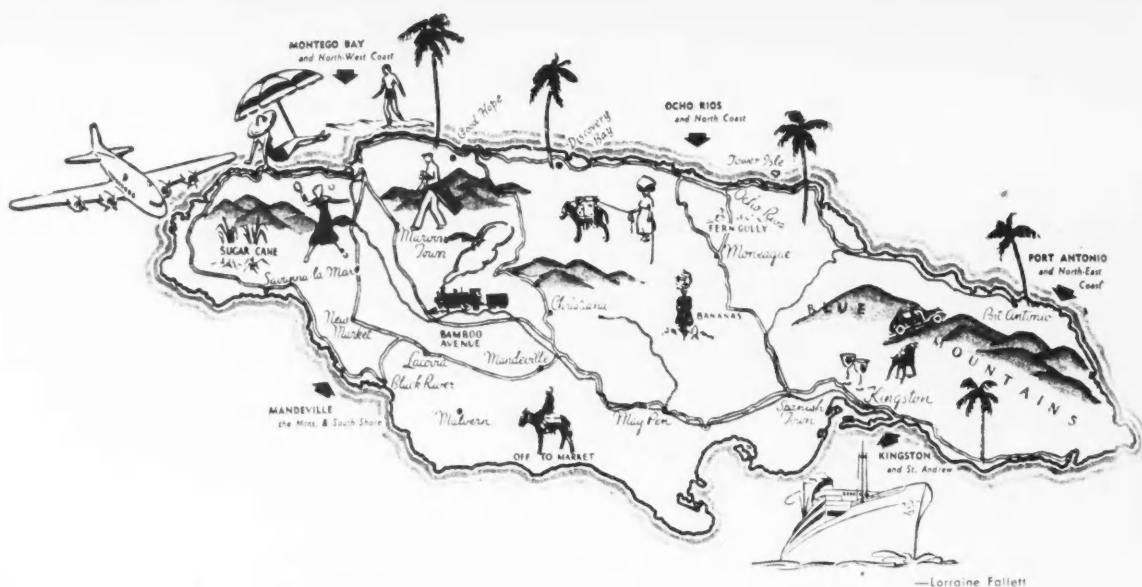 MONTEGO BAY
and North-West Coast
Good Hope
Discovery
Bay
OCHO RIOS
and North Coast
Tower Isle
Ocho Rios
FERN GULLY
Moneague
PORT ANTONIO
and North-East
Coast
Port Antonio
SUGAR CANE
Savanna la Mar
Maroon
Town
Christiana
BANANAS
BLUE
MOUNTAINS
New
Market
BAMBOO
AVENUE
Lacovia
Mandeville
Black River
MANDEVILLE
the Mtns. & South Shore
Malvern
OFF TO MARKET
May Pen
Spanish
Town
Kingston
KINGSTON
and St. Andrew
—Lorraine Fallett